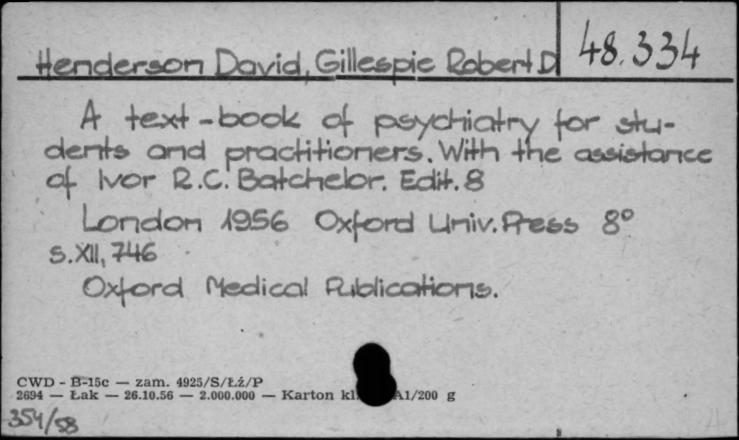 Henderson David, Gillespie Robert D 48.334
A text-book of psychiatry for stu-
dents and practitioners. With the assistance
of Ivor R.C. Batchelor. Edit. 8
London 1956 Oxford Univ. Press 8°
s. XII, 746
Oxford Medical Publications.
CWD - B-15c — zam. 4925/S/Łź/P
2694 — Łak — 26.10.56 — 2.000.000 — Karton A1/200 g
354/58